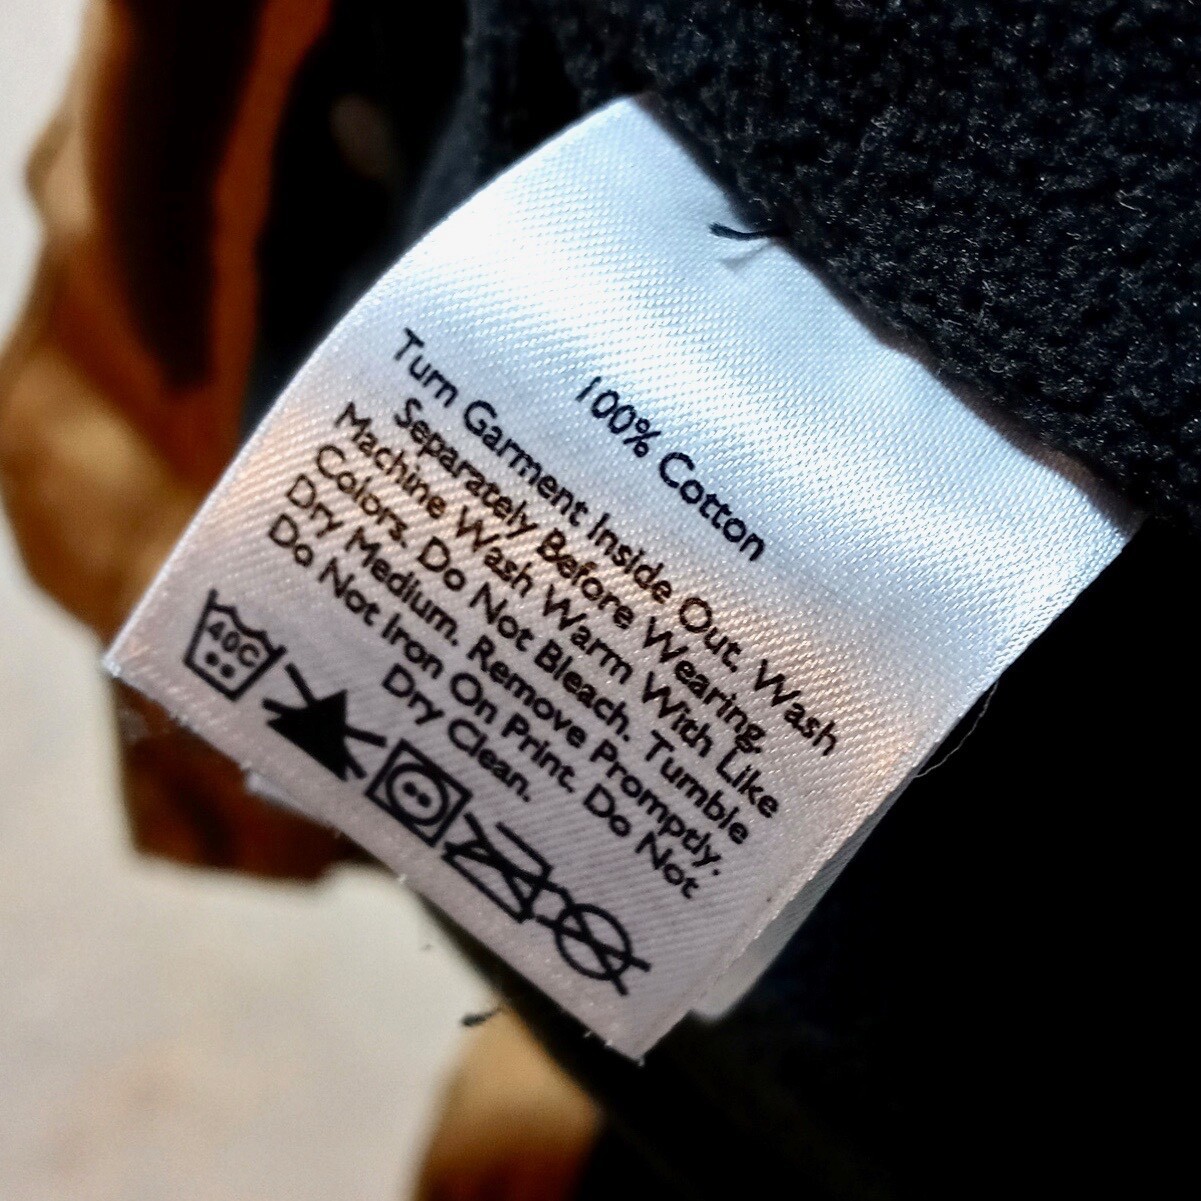 100% Cotton
Turn Garment Inside Out. Wash
Separately Before Wearing.
Machine Wash Warm With Like
Colors. Do Not Bleach. Tumble
Dry Medium. Remove Promptly.
Do Not Iron On Print. Do Not
Dry Clean.
40C